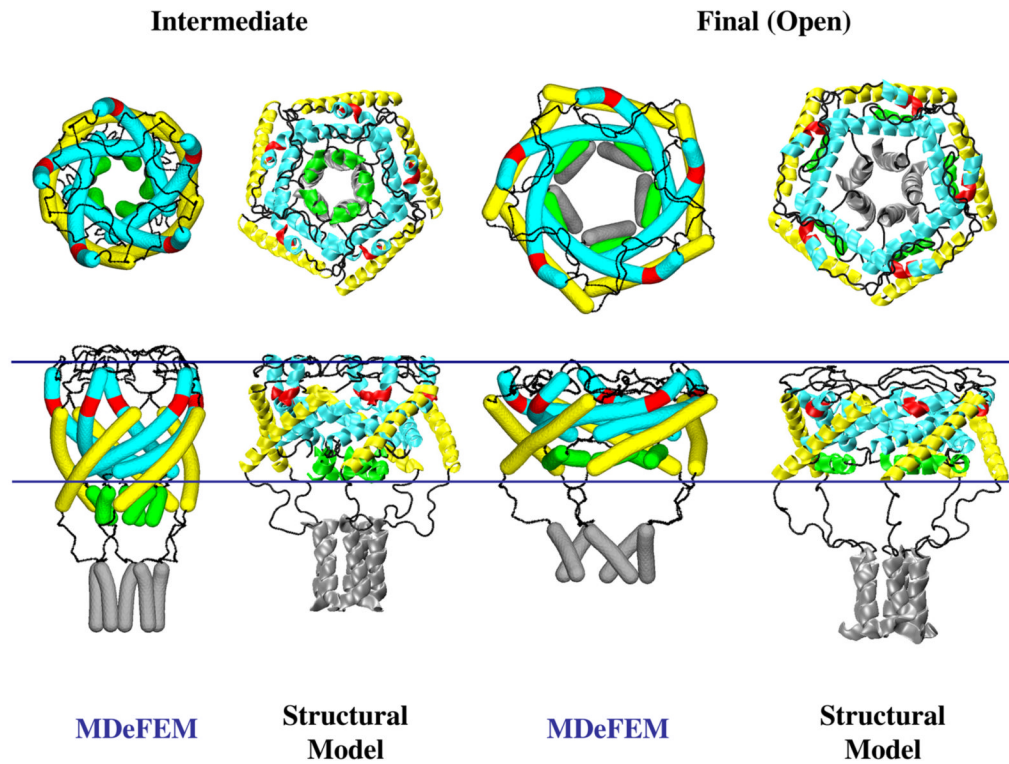 Intermediate
Final (Open)
MDeFEM
Structural
Model
MDeFEM
Structural
Model